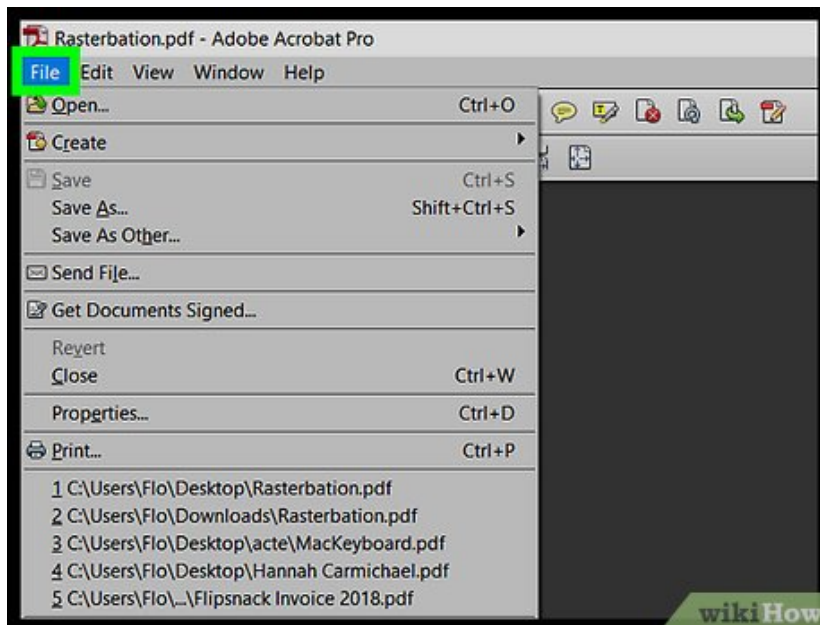 Rasterbation.pdf - Adobe Acrobat Pro
File Edit View Window Help
Open... Ctrl+O
Create
Save Ctrl+S
Save As... Shift+Ctrl+S
Save As Other...
Send File...
Get Documents Signed...
Revert
Close Ctrl+W
Properties... Ctrl+D
Print... Ctrl+P
1 C:\Users\Flo\Desktop\Rasterbation.pdf
2 C:\Users\Flo\Downloads\Rasterbation.pdf
3 C:\Users\Flo\Desktop\acte\MacKeyboard.pdf
4 C:\Users\Flo\Desktop\Hannah Carmichael.pdf
5 C:\Users\Flo\...\Flipsnack Invoice 2018.pdf
wikiHow